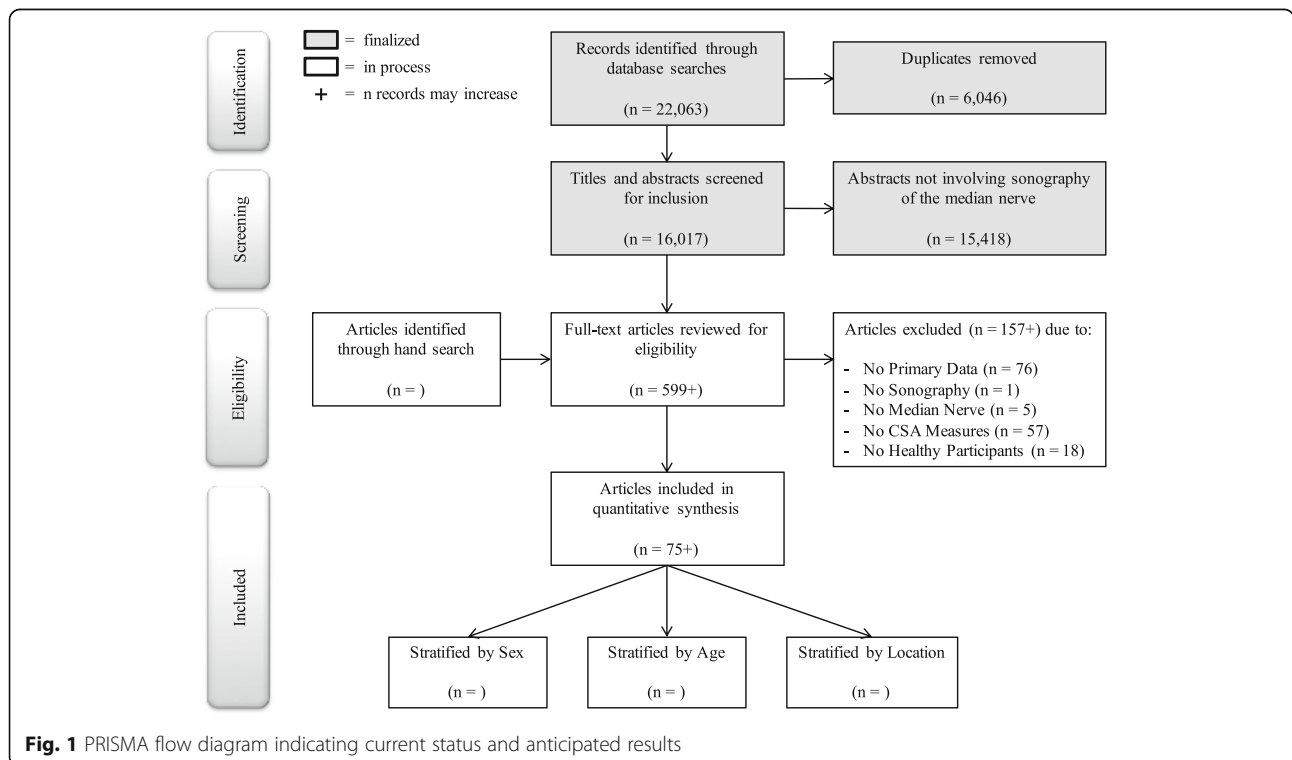 = finalized
= in process
+ = n records may increase
Identification
Records identified through
database searches
(n = 22,063)
Duplicates removed
(n = 6,046)
Screening
Titles and abstracts screened
for inclusion
(n = 16,017)
Abstracts not involving sonography
of the median nerve
(n = 15,418)
Eligibility
Articles identified
through hand search
(n = )
Full-text articles reviewed for
eligibility
(n = 599+)
Articles excluded (n = 157+) due to:
- No Primary Data (n = 76)
- No Sonography (n = 1)
- No Median Nerve (n = 5)
- No CSA Measures (n = 57)
- No Healthy Participants (n = 18)
Included
Articles included in
quantitative synthesis
(n = 75+)
Stratified by Sex
(n = )
Stratified by Age
(n = )
Stratified by Location
(n = )
Fig. 1 PRISMA flow diagram indicating current status and anticipated results